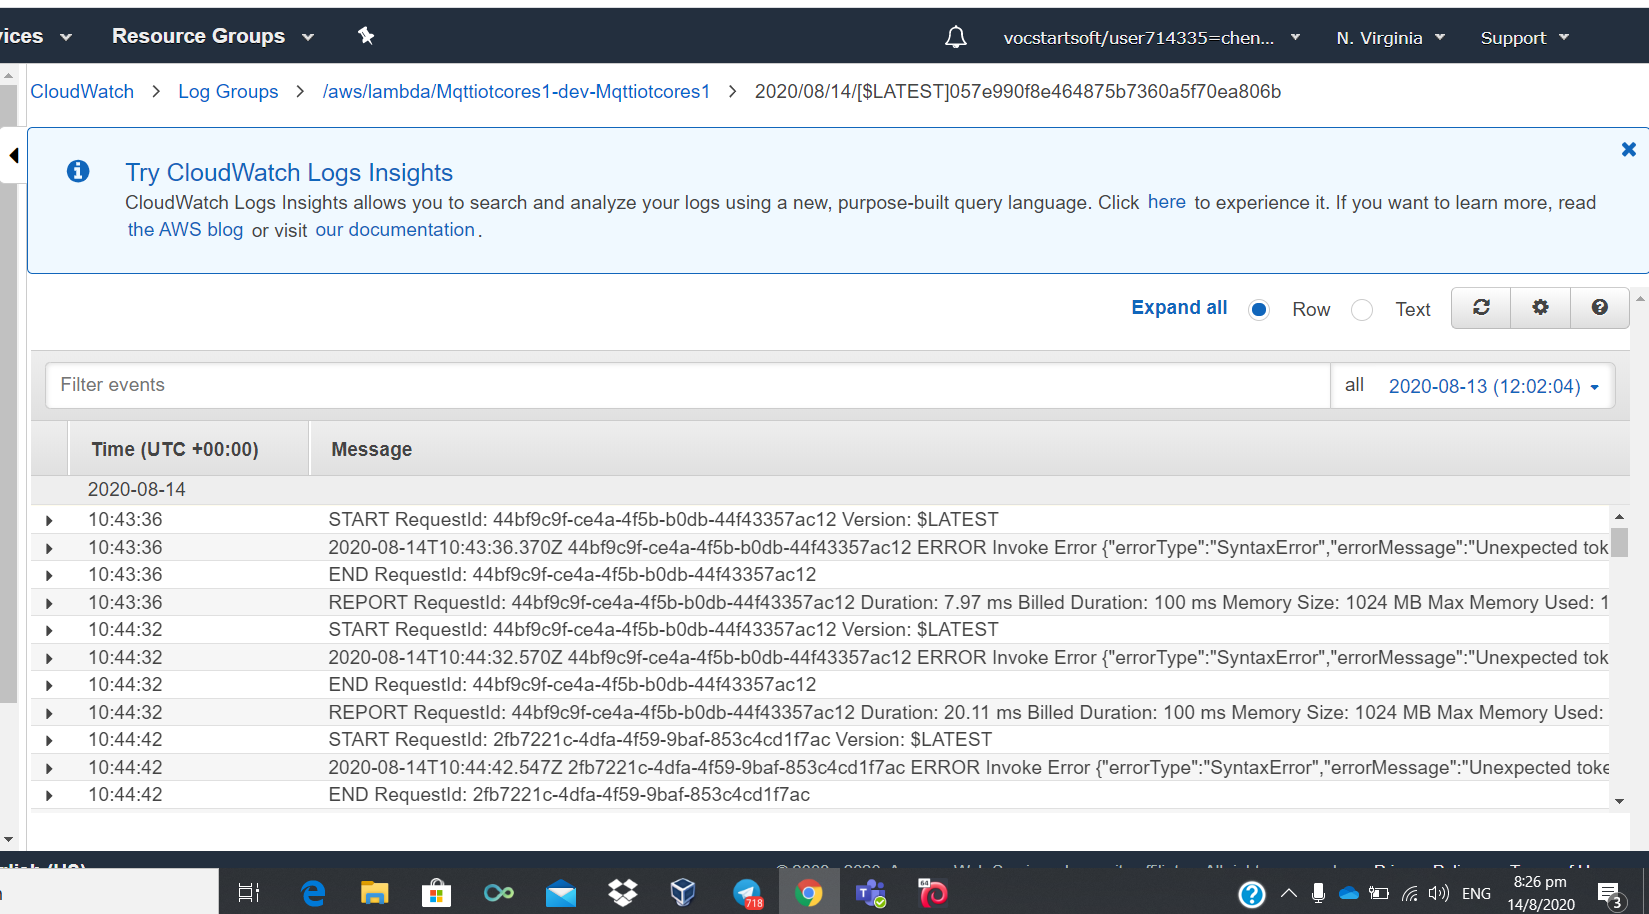 ices Resource Groups vocstartsoft/user714335=chen... N. Virginia Support
CloudWatch > Log Groups > /aws/lambda/Mqttiotcores1-dev-Mqttiotcores1 > 2020/08/14/[$LATEST]057e990f8e464875b7360a5f70ea806b
Try CloudWatch Logs Insights
CloudWatch Logs Insights allows you to search and analyze your logs using a new, purpose-built query language. Click here to experience it. If you want to learn more, read
the AWS blog or visit our documentation.
Expand all Row Text
Filter events all 2020-08-13 (12:02:04)
Time (UTC +00:00) Message
2020-08-14
10:43:36 START RequestId: 44bf9c9f-ce4a-4f5b-b0db-44f43357ac12 Version: $LATEST
10:43:36 2020-08-14T10:43:36.370Z 44bf9c9f-ce4a-4f5b-b0db-44f43357ac12 ERROR Invoke Error {"errorType":"SyntaxError","errorMessage":"Unexpected tok
10:43:36 END RequestId: 44bf9c9f-ce4a-4f5b-b0db-44f43357ac12
10:43:36 REPORT RequestId: 44bf9c9f-ce4a-4f5b-b0db-44f43357ac12 Duration: 7.97 ms Billed Duration: 100 ms Memory Size: 1024 MB Max Memory Used: 1
10:44:32 START RequestId: 44bf9c9f-ce4a-4f5b-b0db-44f43357ac12 Version: $LATEST
10:44:32 2020-08-14T10:44:32.570Z 44bf9c9f-ce4a-4f5b-b0db-44f43357ac12 ERROR Invoke Error {"errorType":"SyntaxError","errorMessage":"Unexpected tok
10:44:32 END RequestId: 44bf9c9f-ce4a-4f5b-b0db-44f43357ac12
10:44:32 REPORT RequestId: 44bf9c9f-ce4a-4f5b-b0db-44f43357ac12 Duration: 20.11 ms Billed Duration: 100 ms Memory Size: 1024 MB Max Memory Used:
10:44:42 START RequestId: 2fb7221c-4dfa-4f59-9baf-853c4cd1f7ac Version: $LATEST
10:44:42 2020-08-14T10:44:42.547Z 2fb7221c-4dfa-4f59-9baf-853c4cd1f7ac ERROR Invoke Error {"errorType":"SyntaxError","errorMessage":"Unexpected toke
10:44:42 END RequestId: 2fb7221c-4dfa-4f59-9baf-853c4cd1f7ac
718
64
ENG
8:26 pm
14/8/2020
3